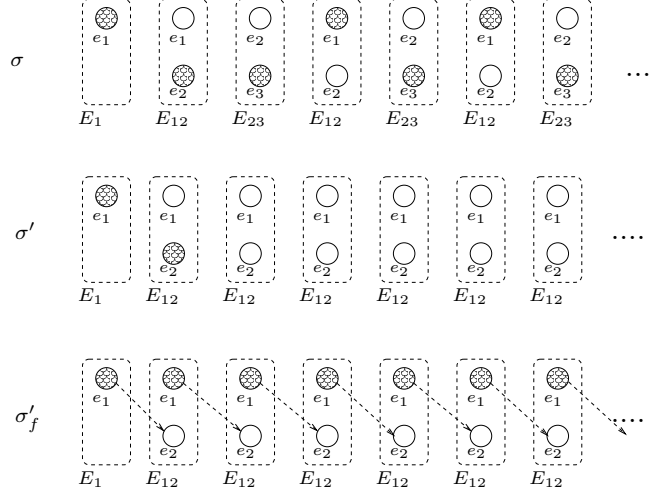 e₁ e₁ e₂ e₁ e₂ e₁ e₂
σ ....
e₂ e₃ e₂ e₃ e₂ e₃
E₁ E₁₂ E₂₃ E₁₂ E₂₃ E₁₂ E₂₃
e₁ e₁ e₁ e₁ e₁ e₁ e₁
σ′ ....
e₂ e₂ e₂ e₂ e₂ e₂
E₁ E₁₂ E₁₂ E₁₂ E₁₂ E₁₂ E₁₂
e₁ e₁ e₁ e₁ e₁ e₁ e₁
σ′_f ....
e₂ e₂ e₂ e₂ e₂ e₂
E₁ E₁₂ E₁₂ E₁₂ E₁₂ E₁₂ E₁₂